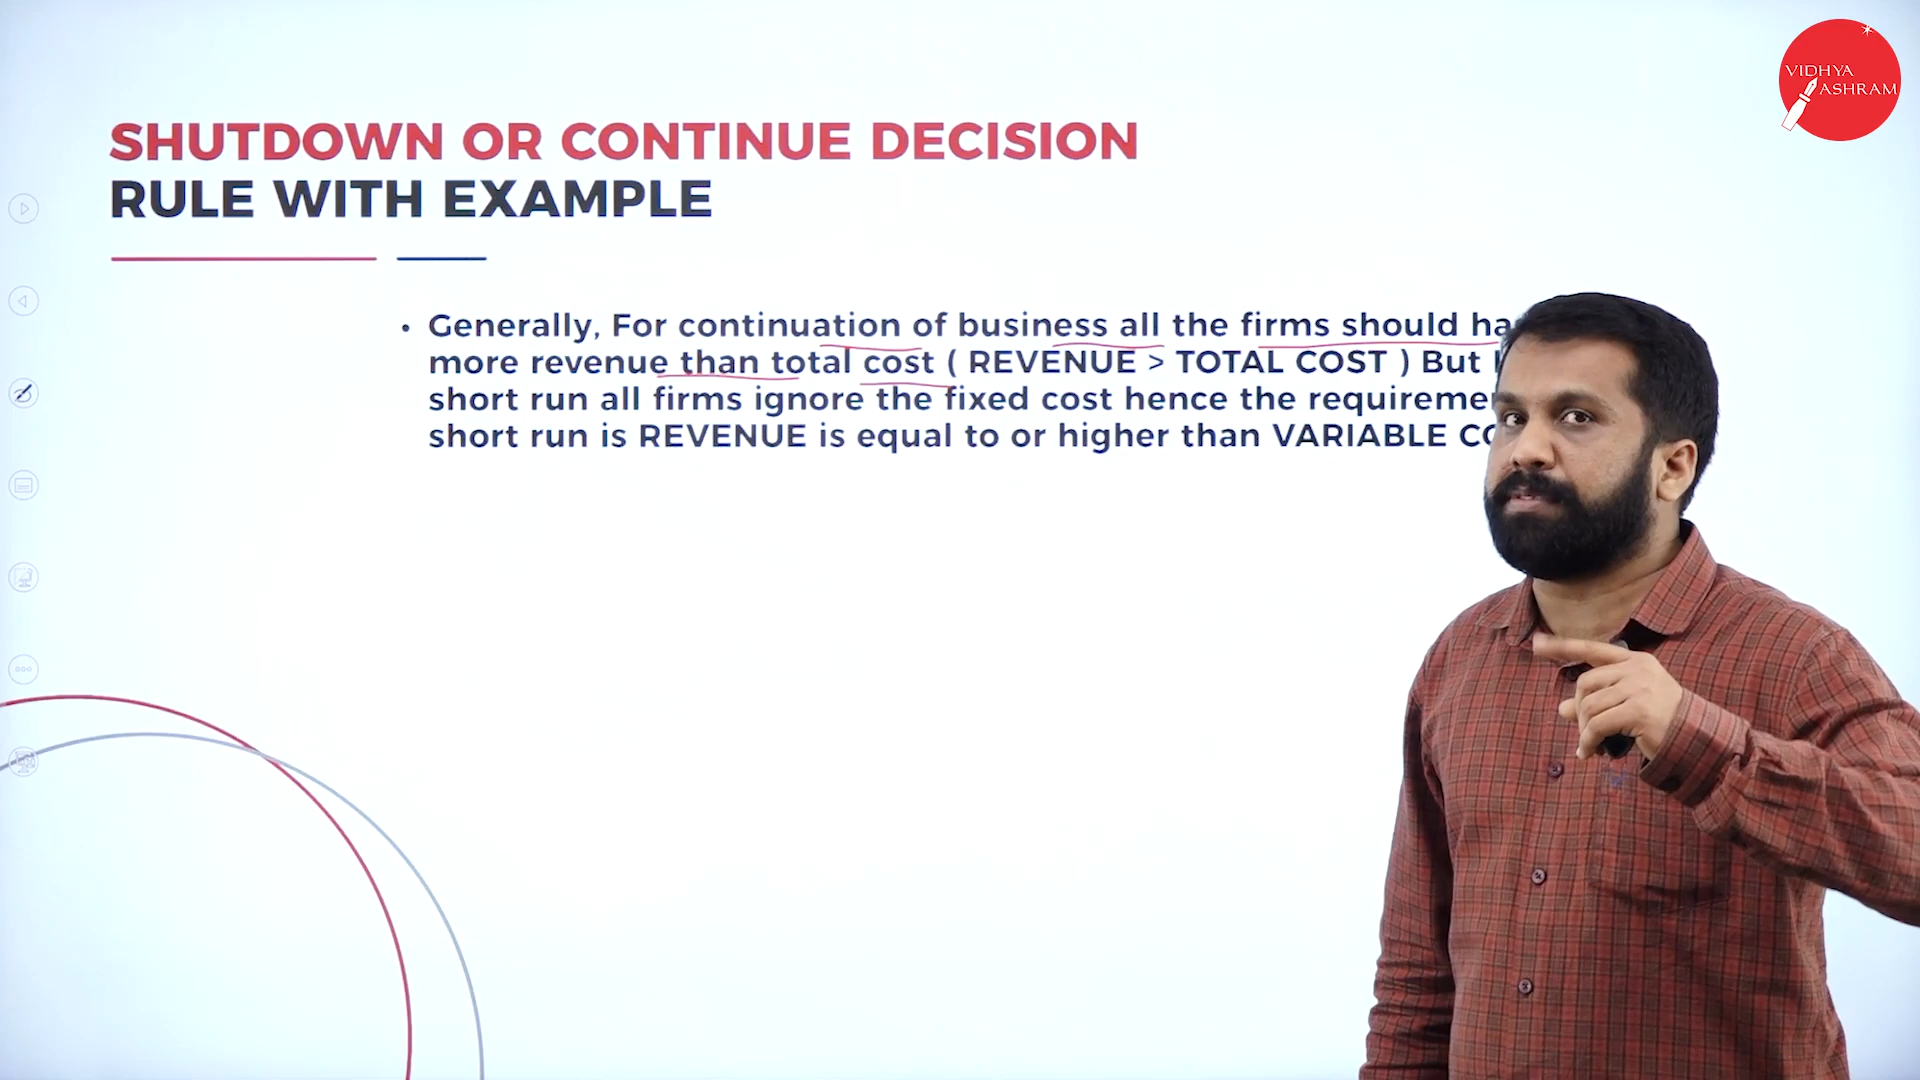 VIDHYA
ASHRAM
SHUTDOWN OR CONTINUE DECISION
RULE WITH EXAMPLE
• Generally, For continuation of business all the firms should
more revenue than total cost ( REVENUE > TOTAL COST ) But
short run all firms ignore the fixed cost hence the
short run is REVENUE is equal to or higher than VARIABLE